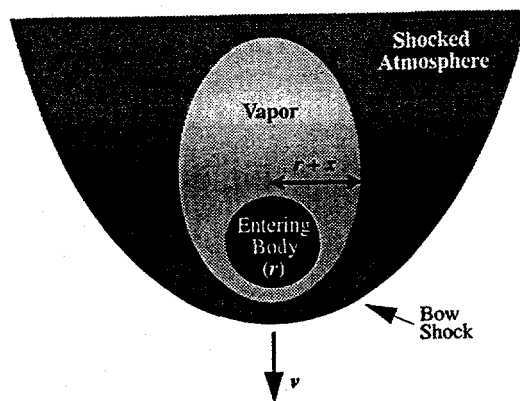 Shocked
Atmosphere
Vapor
r + x
Entering
Body
(r)
Bow
Shock
v